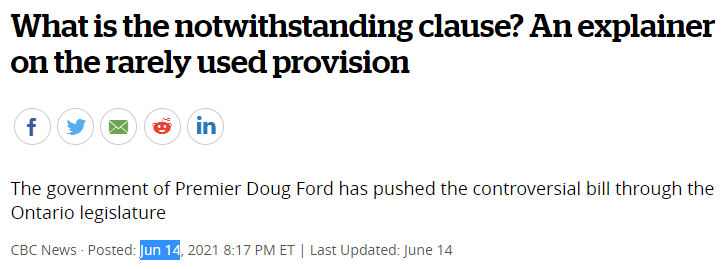 What is the notwithstanding clause? An explainer
on the rarely used provision
f
in
The government of Premier Doug Ford has pushed the controversial bill through the
Ontario legislature
CBC News · Posted: Jun 14, 2021 8:17 PM ET | Last Updated: June 14